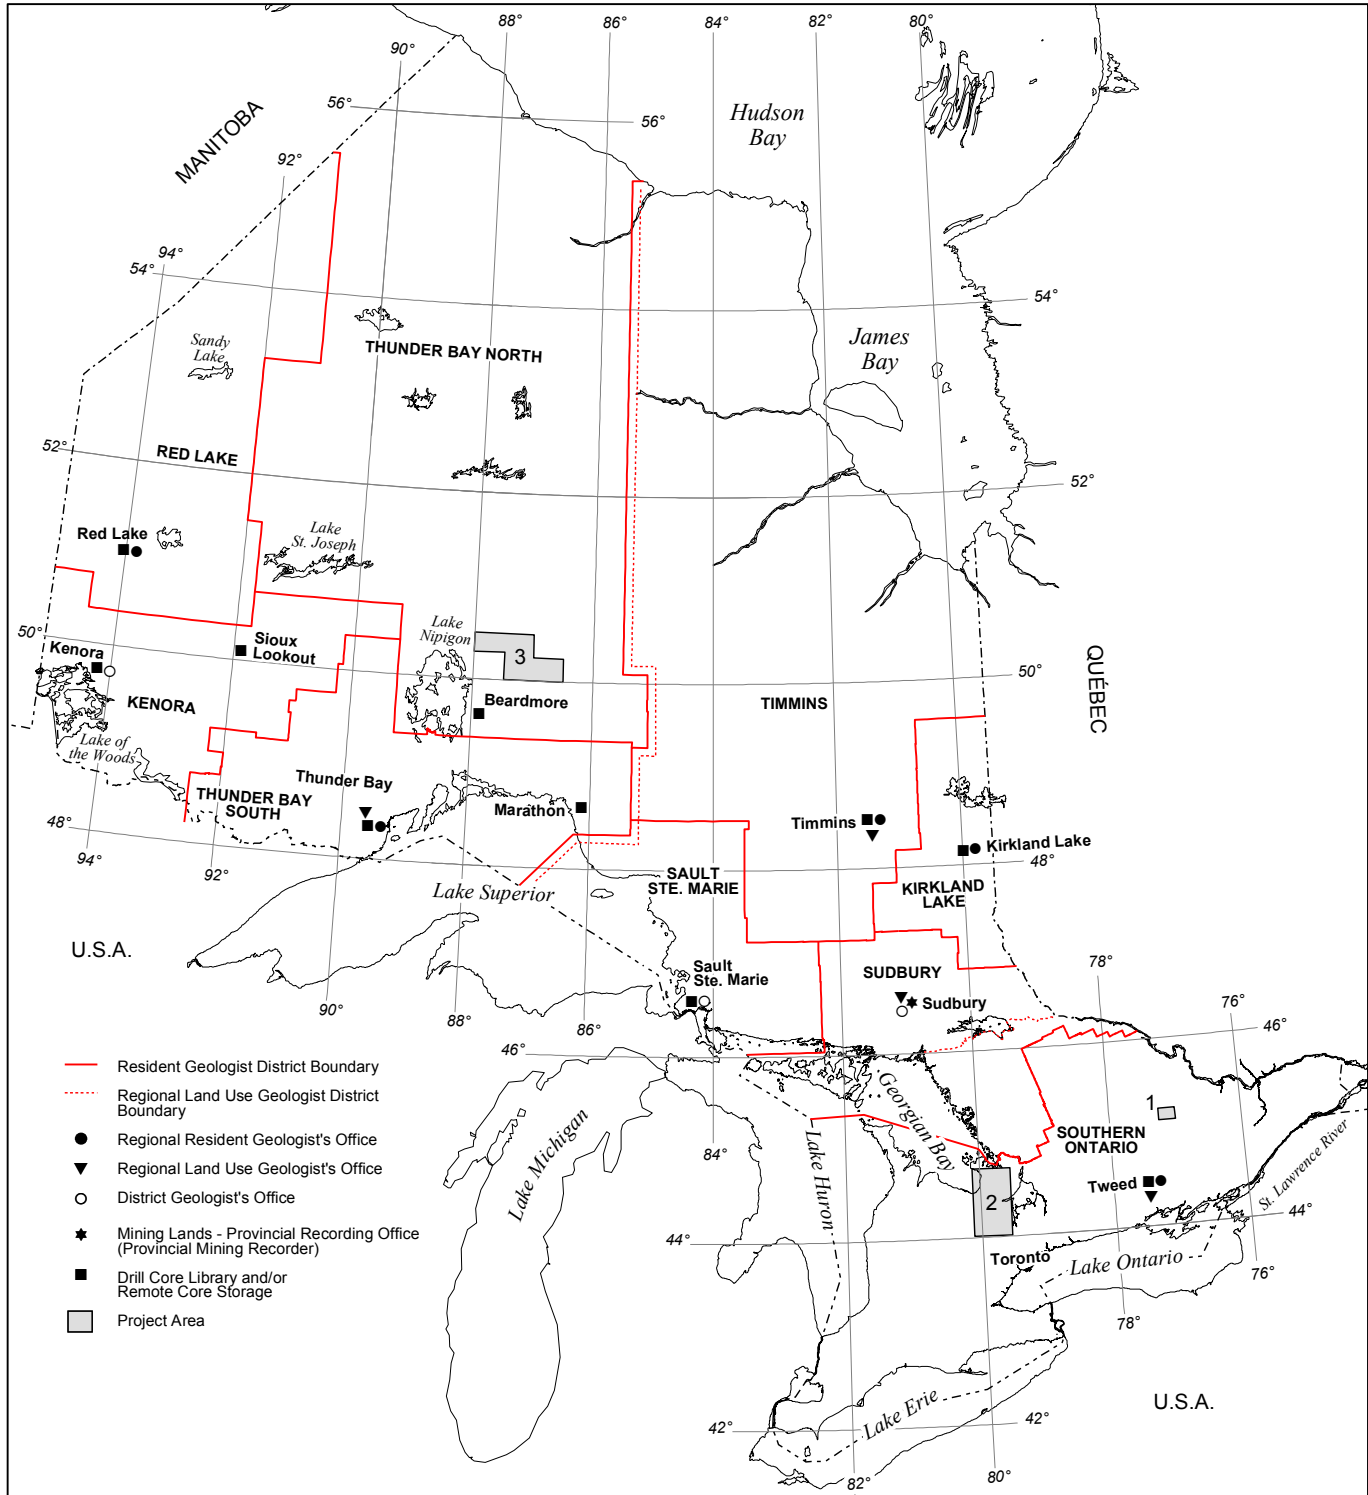 88°
86°
84°
82°
80°
90°
56°
56°
Hudson
Bay
MANITOBA
92°
94°
54°
54°
Sandy
Lake
THUNDER BAY NORTH
James
Bay
52°
RED LAKE
52°
Red Lake
Lake
St. Joseph
50°
Kenora
Sioux
Lookout
Lake
Nipigon
3
50°
QUÉBEC
KENORA
Beardmore
TIMMINS
Lake of
the Woods
Thunder Bay
THUNDER BAY
SOUTH
Marathon
Timmins
Kirkland Lake
48°
48°
94°
92°
SAULT
STE. MARIE
KIRKLAND
LAKE
Lake Superior
U.S.A.
SUDBURY
78°
Sault
Ste. Marie
Sudbury
90°
88°
86°
76°
46°
46°
Georgian Bay
1
SOUTHERN
ONTARIO
Lake Michigan
84°
Lake Huron
Tweed
St. Lawrence River
2
44°
44°
Toronto
Lake Ontario
76°
78°
Resident Geologist District Boundary
Regional Land Use Geologist District
Boundary
Regional Resident Geologist's Office
Regional Land Use Geologist's Office
District Geologist's Office
Mining Lands - Provincial Recording Office
(Provincial Mining Recorder)
Drill Core Library and/or
Remote Core Storage
Project Area
Lake Erie
U.S.A.
42°
42°
82°
80°